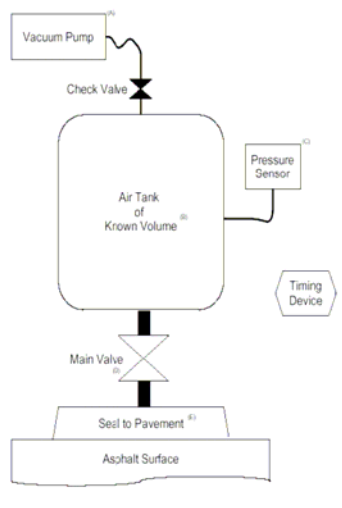 (A)
Vacuum Pump
Check Valve
(C)
Pressure
Sensor
Air Tank
of
Known Volume (B)
Timing
Device
Main Valve
(D)
Seal to Pavement (E)
Asphalt Surface